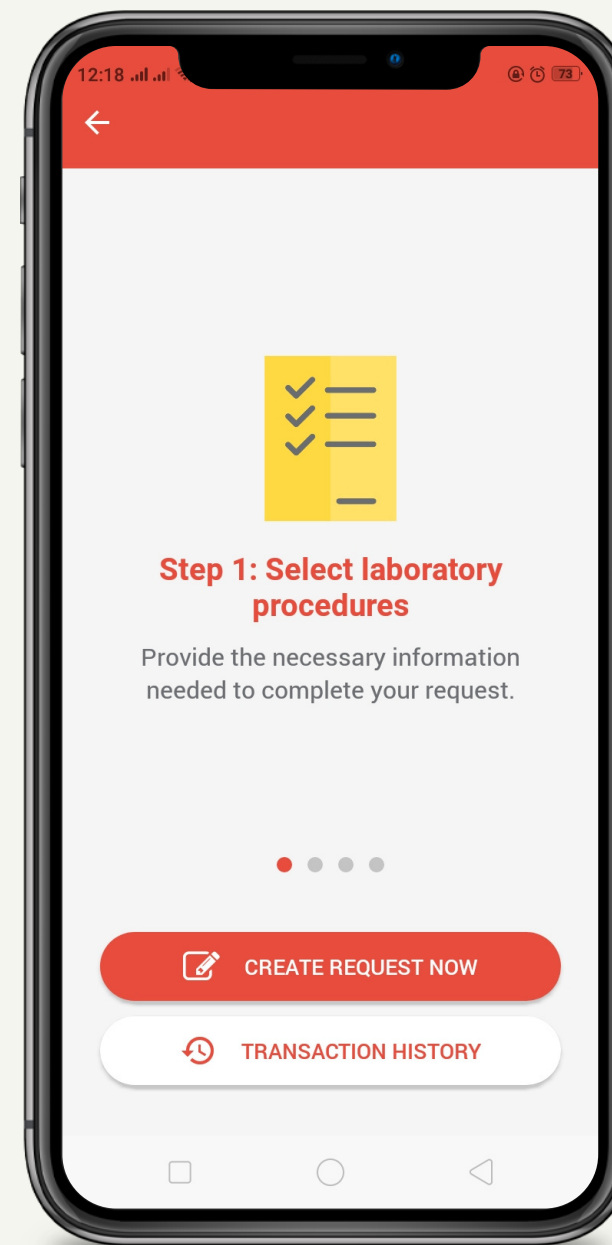 12:18
73
Step 1: Select laboratory
procedures
Provide the necessary information
needed to complete your request.
CREATE REQUEST NOW
TRANSACTION HISTORY